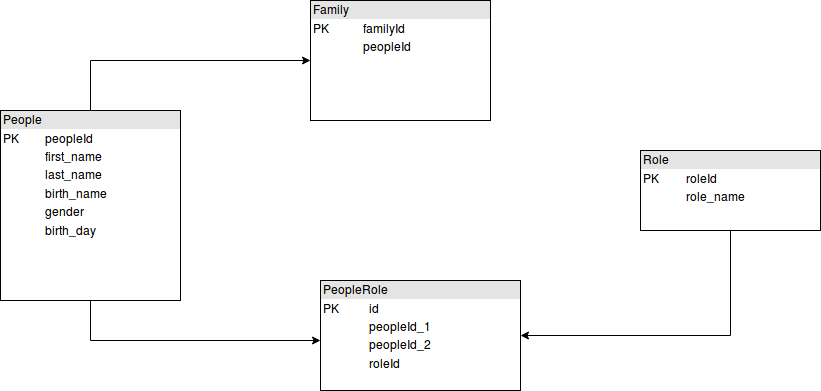 Family
PK familyId
peopleId
People
PK peopleId
first_name
last_name
birth_name
gender
birth_day
Role
PK roleId
role_name
PeopleRole
PK id
peopleId_1
peopleId_2
roleId